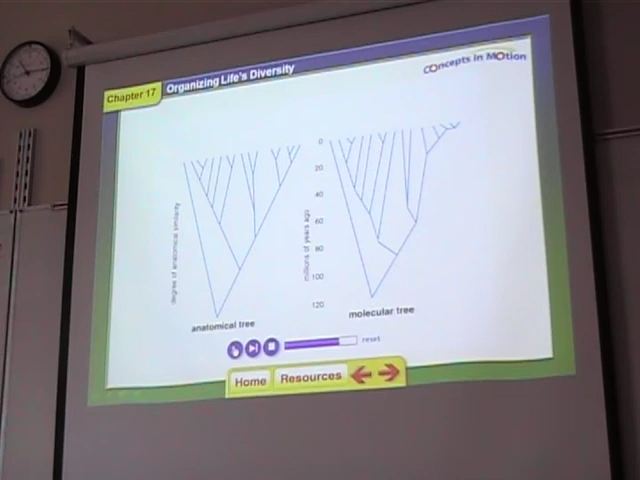 Chapter 17
Organizing Life's Diversity
Concepts in Motion
degree of anatomical similarity
millions of years ago
0
20
40
60
80
100
120
anatomical tree
molecular tree
reset
Home
Resources